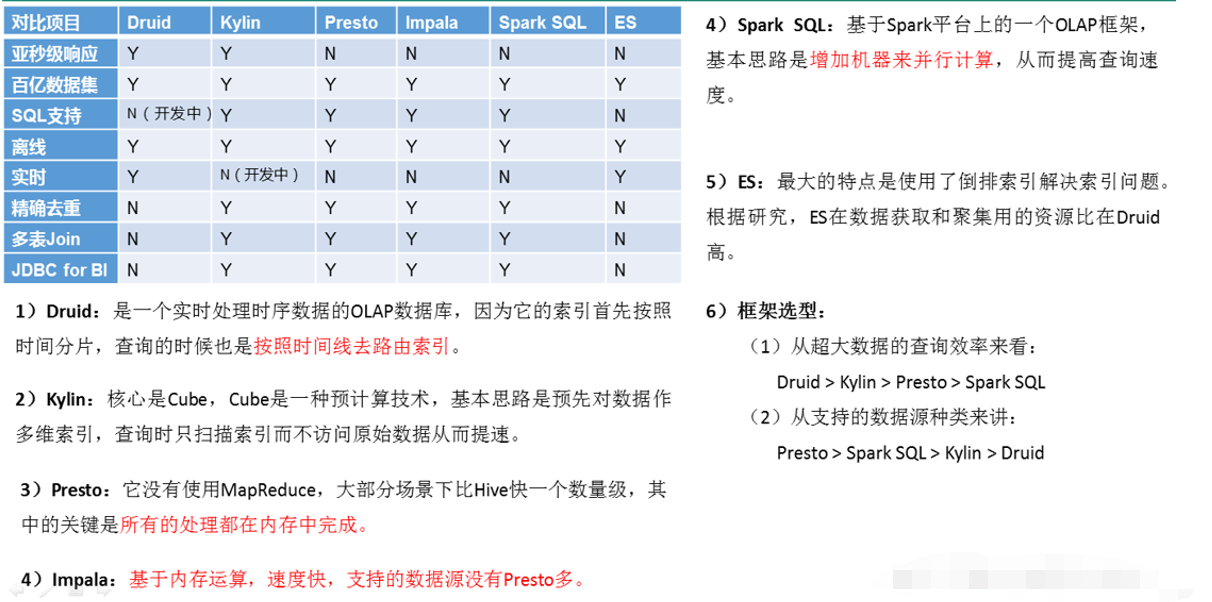 对比项目 Druid Kylin Presto Impala Spark SQL ES
亚秒级响应 Y Y N N N N
百亿数据集 Y Y Y Y Y Y
SQL支持 N（开发中） Y Y Y Y N
离线 Y Y Y Y Y Y
实时 Y N（开发中） N N N Y
精确去重 N Y Y Y Y N
多表Join N Y Y Y Y N
JDBC for BI N Y Y Y Y N
1）Druid：是一个实时处理时序数据的OLAP数据库，因为它的索引首先按照
时间分片，查询的时候也是按照时间线去路由索引。
2）Kylin：核心是Cube，Cube是一种预计算技术，基本思路是预先对数据作
多维索引，查询时只扫描索引而不访问原始数据从而提速。
3）Presto：它没有使用MapReduce，大部分场景下比Hive快一个数量级，其
中的关键是所有的处理都在内存中完成。
4）Impala：基于内存运算，速度快，支持的数据源没有Presto多。
4）Spark SQL：基于Spark平台上的一个OLAP框架，
基本思路是增加机器来并行计算，从而提高查询速
度。
5）ES：最大的特点是使用了倒排索引解决索引问题。
根据研究，ES在数据获取和聚集用的资源比在Druid
高。
6）框架选型：
（1）从超大数据的查询效率来看：
Druid > Kylin > Presto > Spark SQL
（2）从支持的数据源种类来讲：
Presto > Spark SQL > Kylin > Druid